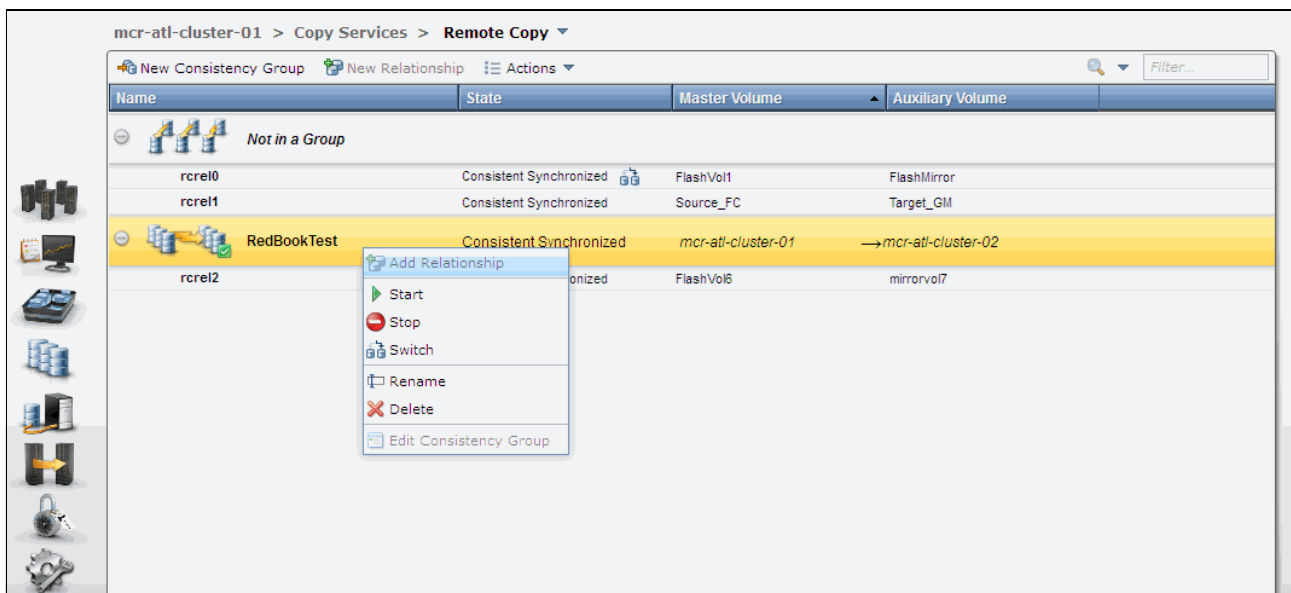 mcr-atl-cluster-01 > Copy Services > Remote Copy
New Consistency Group New Relationship Actions Filter...
Name State Master Volume Auxiliary Volume
Not in a Group
rcrel0 Consistent Synchronized FlashVol1 FlashMirror
rcrel1 Consistent Synchronized Source_FC Target_GM
RedBookTest Consistent Synchronized mcr-atl-cluster-01 →mcr-atl-cluster-02
Add Relationship
rcrel2 onized FlashVol6 mirrorvol7
Start
Stop
Switch
Rename
Delete
Edit Consistency Group